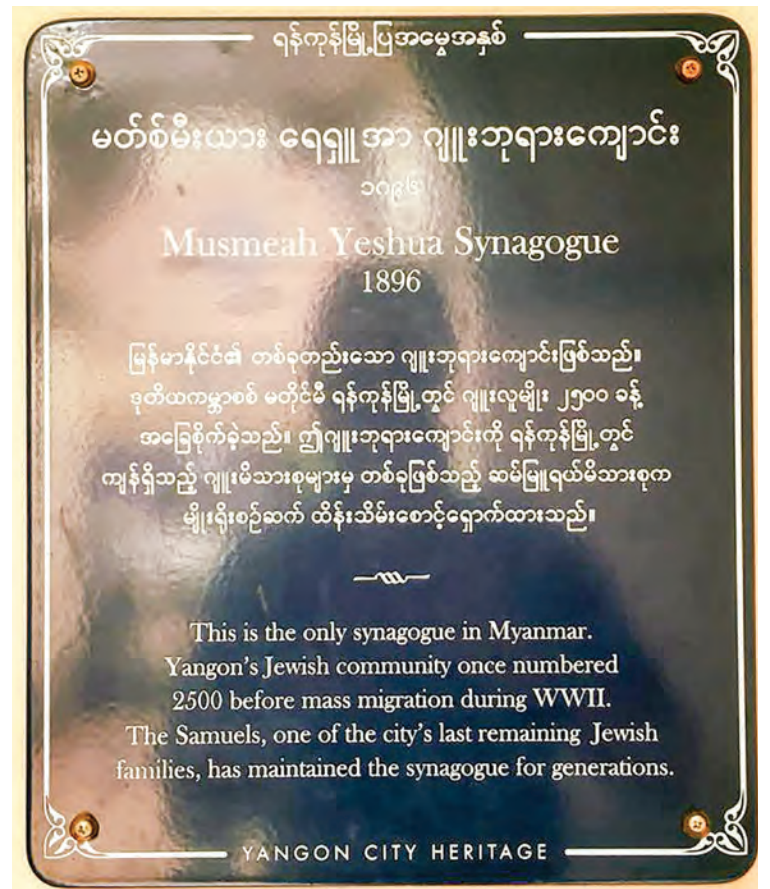 ရန်ကုန်မြို့ပြအမွေအနှစ်
မတ်စ်မီးယား ရေရှူအာ ဂျူးဘုရားကျောင်း
၁၈၉၆
Musmeah Yeshua Synagogue
1896
မြန်မာနိုင်ငံ၏ တစ်ခုတည်းသော ဂျူးဘုရားကျောင်းဖြစ်သည်။
ဒုတိယကမ္ဘာစစ် မတိုင်မီ ရန်ကုန်မြို့တွင် ဂျူးလူမျိုး ၂၅၀၀ ခန့်
အခြေစိုက်ခဲ့သည်။ ဤဂျူးဘုရားကျောင်းကို ရန်ကုန်မြို့တွင်
ကျန်ရှိသည့် ဂျူးမိသားစုများမှ တစ်ခုဖြစ်သည့် ဆမ်မြူရယ်မိသားစုက
မျိုးရိုးစဉ်ဆက် ထိန်းသိမ်းစောင့်ရှောက်ထားသည်။
This is the only synagogue in Myanmar.
Yangon's Jewish community once numbered
2500 before mass migration during WWII.
The Samuels, one of the city's last remaining Jewish
families, has maintained the synagogue for generations.
YANGON CITY HERITAGE